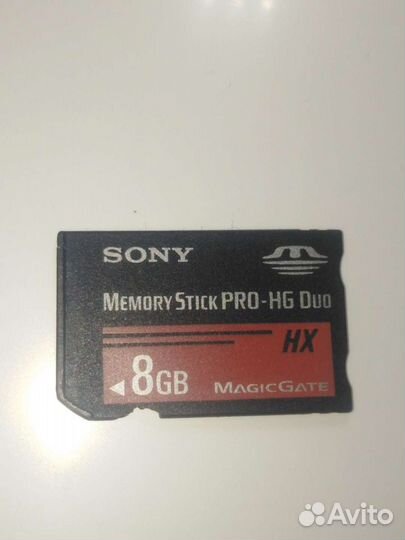 SONY
MEMORY STICK PRO-HG DUO
HX
8GB
MAGICGATE
Avito